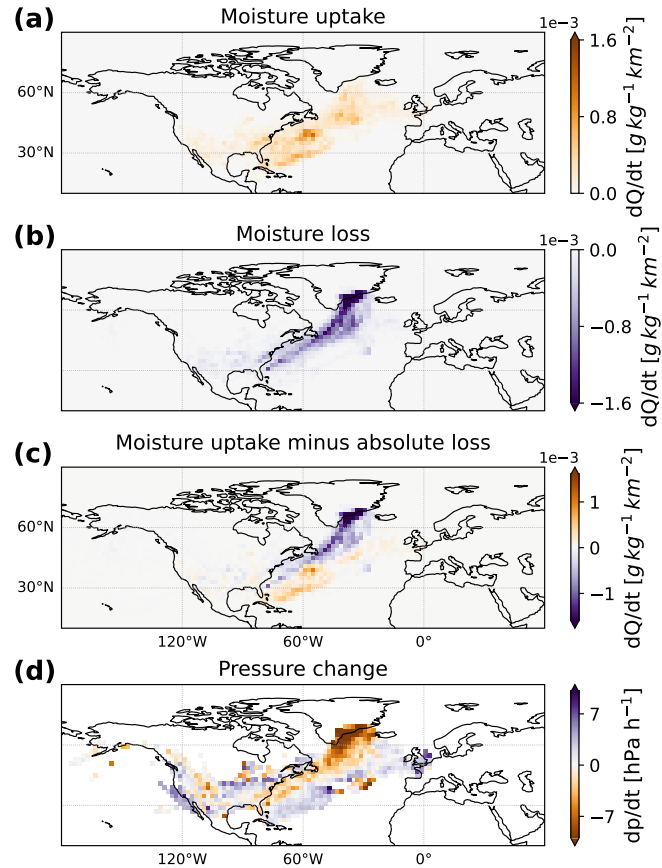 (a)
Moisture uptake
1e−3
60°N
30°N
1.6
0.8
0.0
dQ/dt [g kg⁻¹ km⁻²]
(b)
Moisture loss
1e−3
0.0
−0.8
−1.6
dQ/dt [g kg⁻¹ km⁻²]
(c)
Moisture uptake minus absolute loss
1e−3
60°N
30°N
120°W
60°W
0°
1
0
−1
dQ/dt [g kg⁻¹ km⁻²]
(d)
Pressure change
120°W
60°W
0°
7
0
−7
dp/dt [hPa h⁻¹]